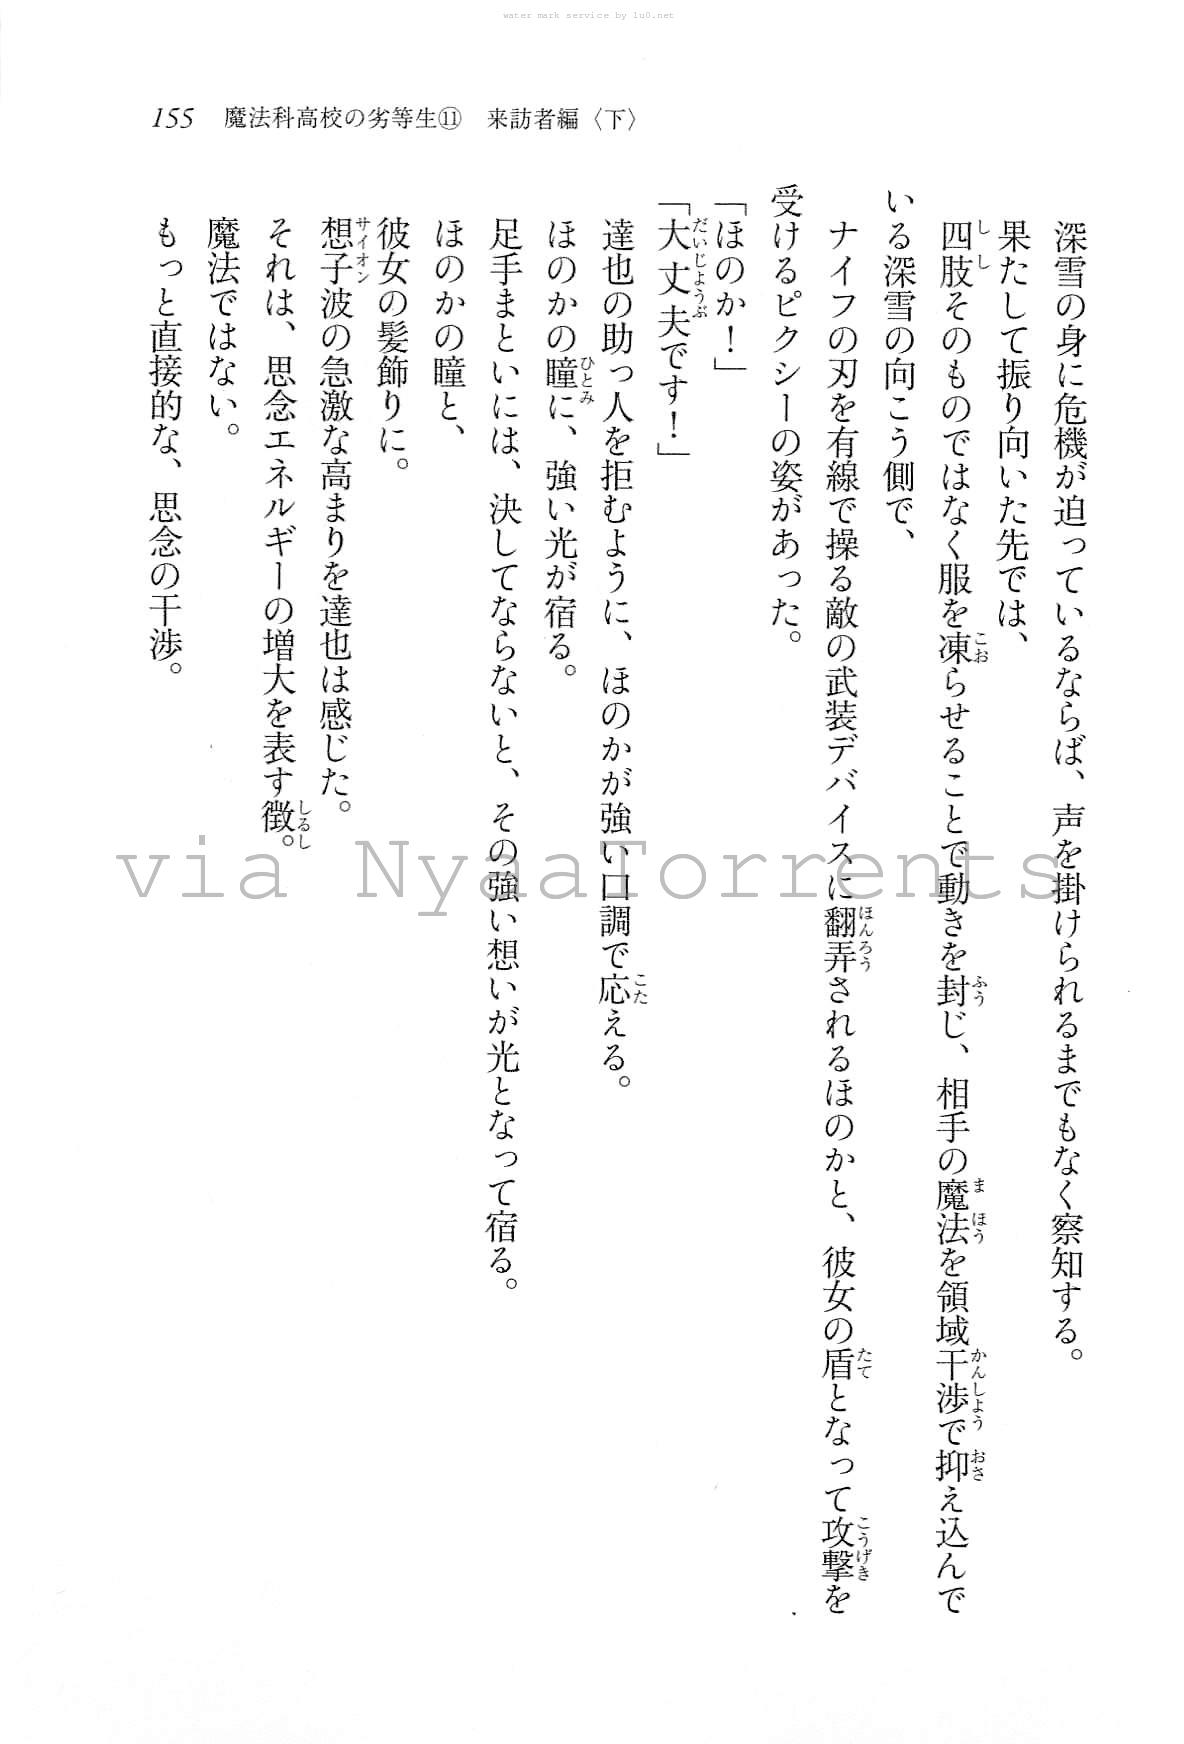 water mark service by 1u0.net
155 魔法科高校の劣等生⑪ 来訪者編〈下〉
深雪の身に危機が迫っているならば、声を掛けられるまでもなく察知する。
果たして振り向いた先では、
四肢そのものではなく服を凍らせることで動きを封じ、相手の魔法を領域干渉で抑え込んで
いる深雪の向こう側で、
ナイフの刃を有線で操る敵の武装デバイスに翻弄されるほのかと、彼女の盾となって攻撃を
受けるピクシーの姿があった。
「ほのか!」
「大丈夫です!」
達也の助っ人を拒むように、ほのかが強い口調で応える。
ほのかの瞳に、強い光が宿る。
足手まといには、決してならないと、その強い想いが光となって宿る。
ほのかの瞳と、
彼女の髪飾りに。
想子波の急激な高まりを達也は感じた。
それは、思念エネルギーの増大を表す徴。
魔法ではない。
もっと直接的な、思念の干渉。
via NyaaTorrents